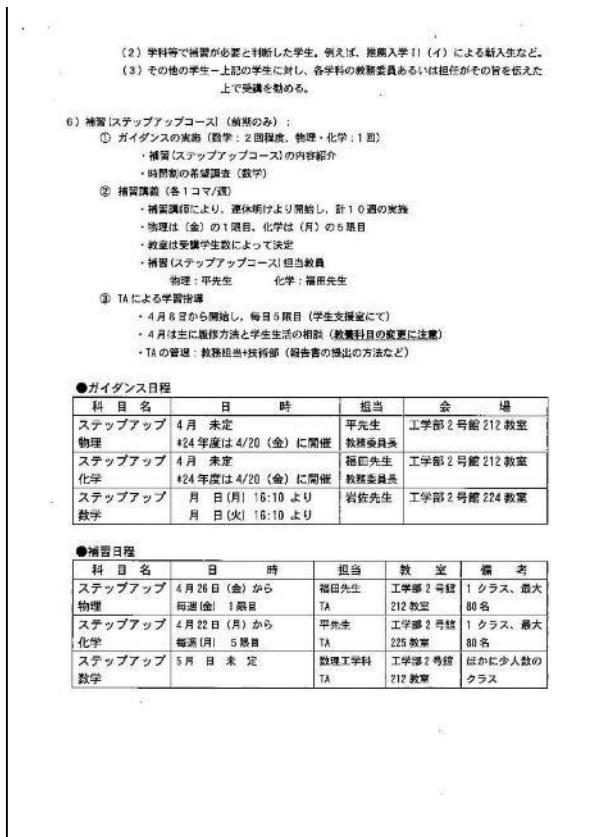 (2) 学科等で補習が必要と判断した学生。例えば、推薦入学II(イ)による新入生など。
(3) その他の学生-上記の学生に対し、各学科の教務委員あるいは担任がその旨を伝えた
上で受講を勧める。
6) 補習[ステップアップコース](前期のみ):
① ガイダンスの実施(数学:2回程度、物理・化学:1回)
・補習[ステップアップコース]の内容紹介
・時間割の希望調査(数学)
② 補習講義(各1コマ/週)
・補習講師により、連休明けより開始し、計10週の実施
・物理は(金)の1限目、化学は(月)の5限目
・教室は受講学生数によって決定
・補習[ステップアップコース]担当教員
物理:平先生 化学:福田先生
③ TAによる学習指導
・4月8日から開始し、毎日5限目(学生支援室にて)
・4月は主に履修方法と学生生活の相談(教養科目の変更に注意)
・TAの管理:教務担当+技術部(報告書の提出の方法など)
●ガイダンス日程
科目名 日時 担当 会場
ステップアップ 4月 未定 平先生 工学部2号館212教室
物理 *24年度は4/20(金)に開催 教務委員長
ステップアップ 4月 未定 福田先生 工学部2号館212教室
化学 *24年度は4/20(金)に開催 教務委員長
ステップアップ 月 日(月) 16:10より 岩佐先生 工学部2号館224教室
数学 月 日(火) 16:10より
●補習日程
科目名 日時 担当 教室 備考
ステップアップ 4月26日(金)から 福田先生 工学部2号館 1クラス、最大
物理 毎週(金) 1限目 TA 212教室 80名
ステップアップ 4月22日(月)から 平先生 工学部2号館 1クラス、最大
化学 毎週(月) 5限目 TA 225教室 80名
ステップアップ 5月 日 未定 数理工学科 工学部2号館 ほかに少人数の
数学 TA 212教室 クラス